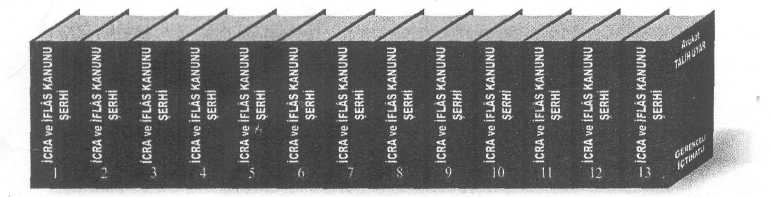 İCRA ve İFLÂS KANUNU
ŞERHİ
1
İCRA ve İFLÂS KANUNU
ŞERHİ
2
İCRA ve İFLÂS KANUNU
ŞERHİ
3
İCRA ve İFLÂS KANUNU
ŞERHİ
4
İCRA ve İFLÂS KANUNU
ŞERHİ
5
İCRA ve İFLÂS KANUNU
ŞERHİ
6
İCRA ve İFLÂS KANUNU
ŞERHİ
7
İCRA ve İFLÂS KANUNU
ŞERHİ
8
İCRA ve İFLÂS KANUNU
ŞERHİ
9
İCRA ve İFLÂS KANUNU
ŞERHİ
10
İCRA ve İFLÂS KANUNU
ŞERHİ
11
İCRA ve İFLÂS KANUNU
ŞERHİ
12
İCRA ve İFLÂS KANUNU
ŞERHİ
13
Avukat
TALİH UYAR
GEREKÇELİ
İÇTİHATLI